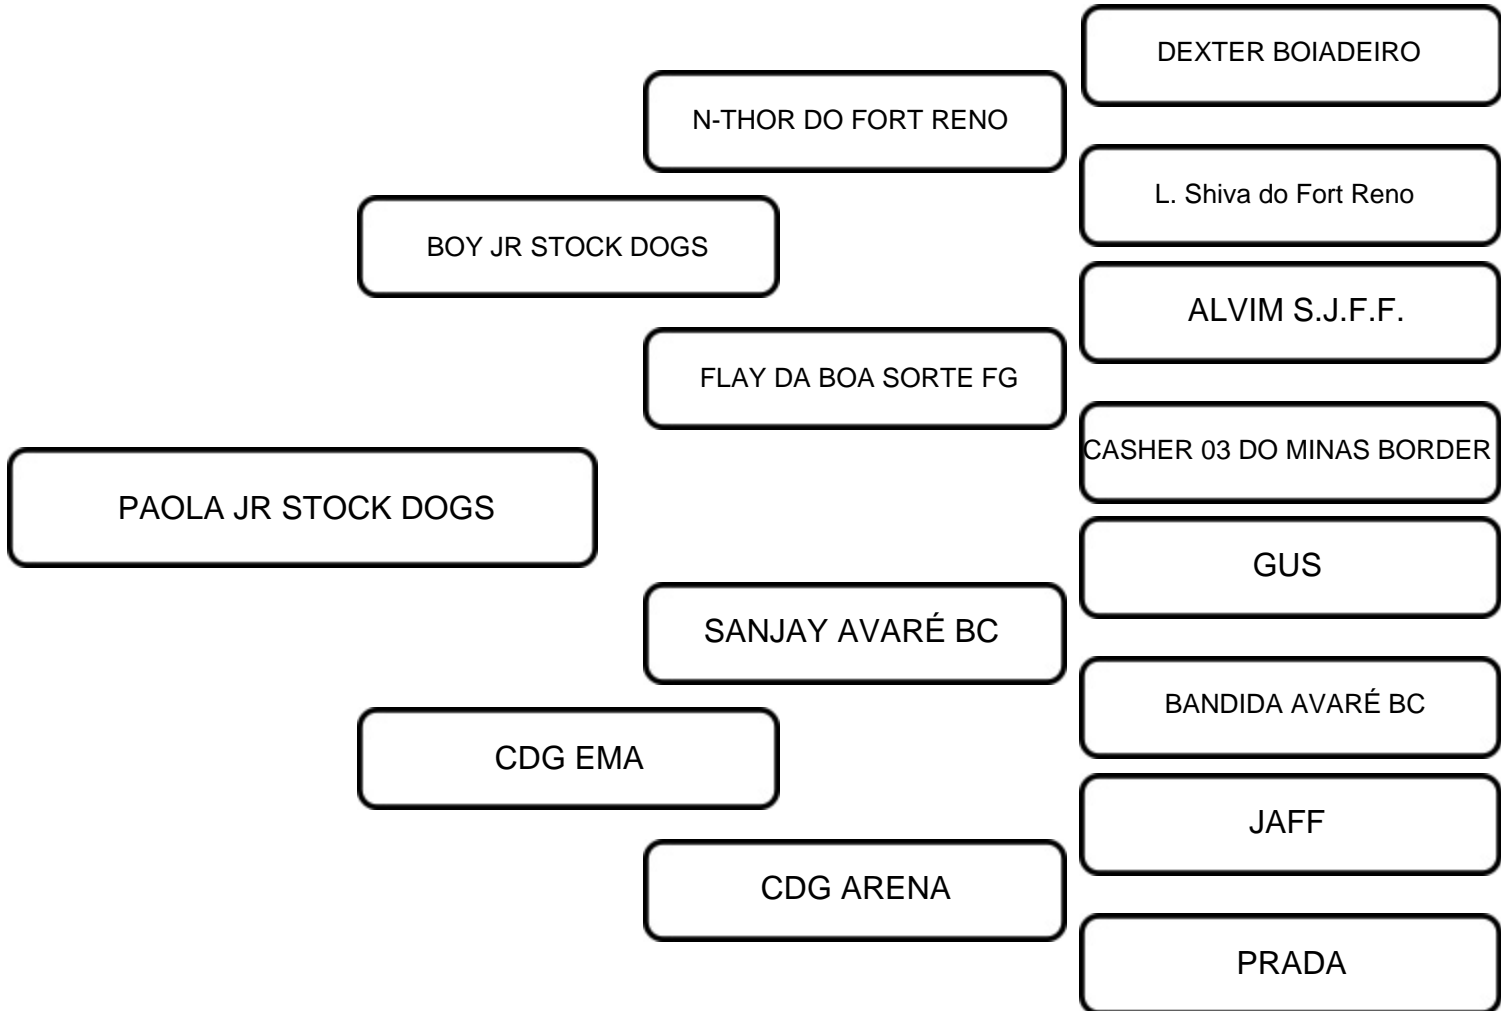 DEXTER BOIADEIRO
N-THOR DO FORT RENO
L. Shiva do Fort Reno
BOY JR STOCK DOGS
ALVIM S.J.F.F.
FLAY DA BOA SORTE FG
CASHER 03 DO MINAS BORDER
PAOLA JR STOCK DOGS
GUS
SANJAY AVARÉ BC
BANDIDA AVARÉ BC
CDG EMA
JAFF
CDG ARENA
PRADA